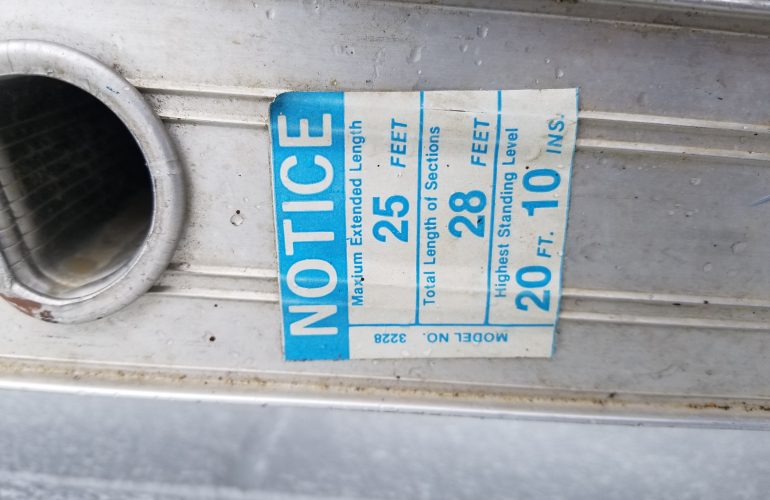 NOTICE
Maxium Extended Length
25 FEET
Total Length of Sections
28 FEET
Highest Standing Level
20 FT. 10 INS.
MODEL NO. 3228